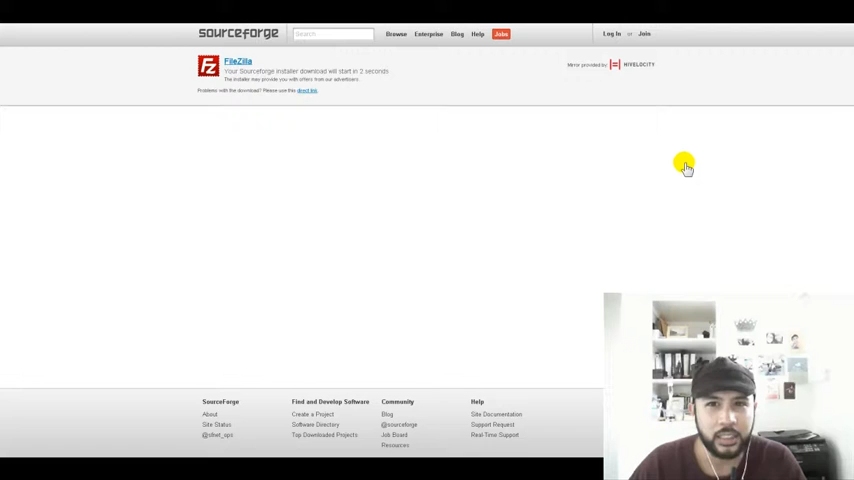 sourceforge
Search
Browse Enterprise Blog Help Jobs
Log In or Join
Fz
FileZilla
Your Sourceforge Installer download will start in 2 seconds
The installer may provide you with offers from our advertisers.
Problems with the download? Please use this direct link.
Mirror provided by HIVELOCITY
SourceForge
About
Site Status
@sfnet_ops
Find and Develop Software
Create a Project
Software Directory
Top Downloaded Projects
Community
Blog
@sourceforge
Job Board
Resources
Help
Site Documentation
Support Request
Real-Time Support